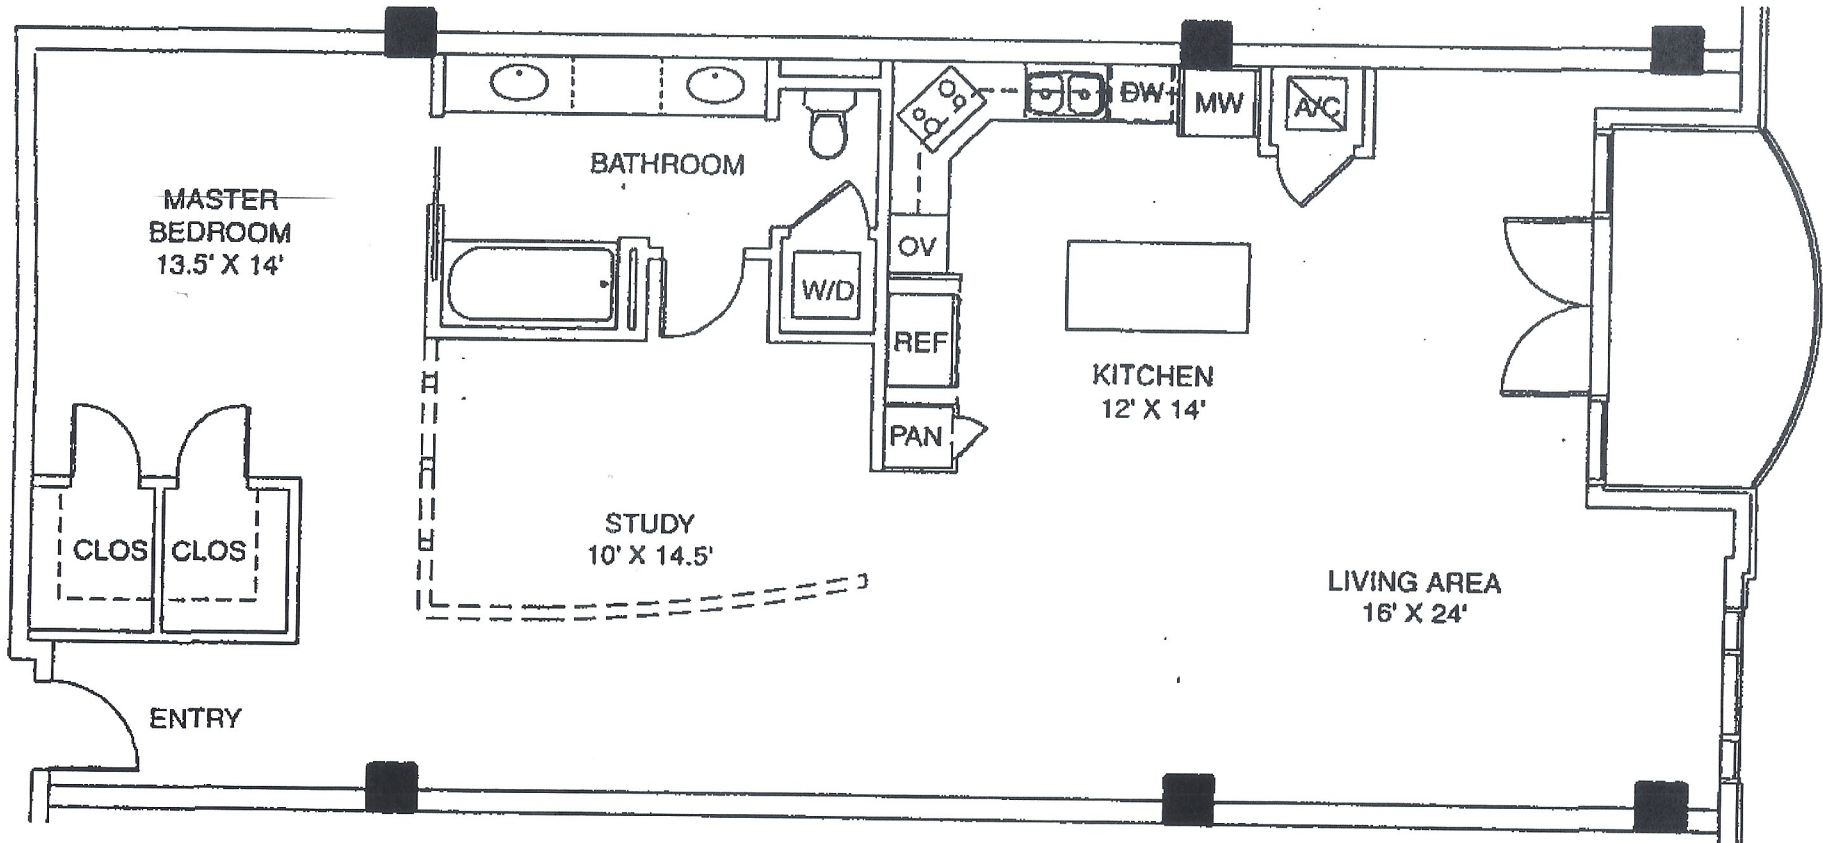 MASTER
BEDROOM
13.5' X 14'
BATHROOM
DW
MW
A/C
OV
W/D
REF
PAN
KITCHEN
12' X 14'
CLOS
CLOS
STUDY
10' X 14.5'
LIVING AREA
16' X 24'
ENTRY